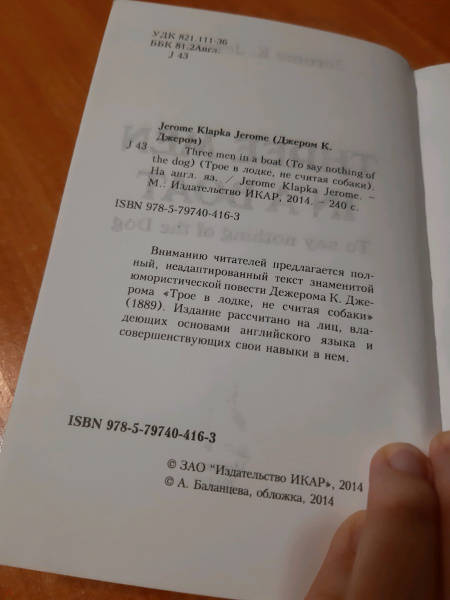 УДК 821.111-36
ББК 81.2Англ.
J 43
Jerome Klapka Jerome (Джером К.
Джером)
J 43 Three men in a boat (To say nothing of
the dog) (Трое в лодке, не считая собаки).
На англ. яз. / Jerome Klapka Jerome. –
М.: Издательство ИКАР, 2014. – 240 с.
ISBN 978-5-79740-416-3
Вниманию читателей предлагается пол-
ный, неадаптированный текст знаменитой
юмористической повести Дежерома К. Дже-
рома «Трое в лодке, не считая собаки»
(1889). Издание рассчитано на лиц, вла-
деющих основами английского языка и
совершенствующих свои навыки в нем.
ISBN 978-5-79740-416-3
© ЗАО "Издательство ИКАР», 2014
© А. Баланцева, обложка, 2014